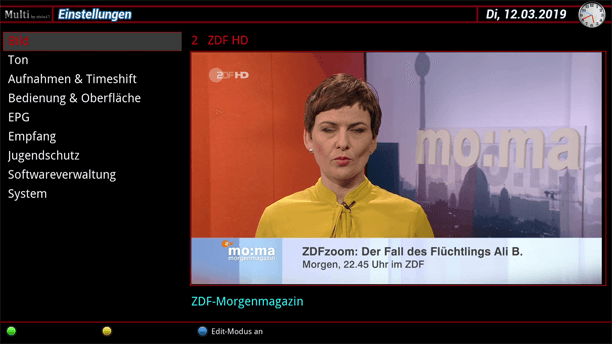 Multi
Einstellungen
Di, 12.03.2019
Bild
Ton
Aufnahmen & Timeshift
Bedienung & Oberfläche
EPG
Empfang
Jugendschutz
Softwareverwaltung
System
2 ZDF HD
ZDF HD
mo:ma
mo:ma
morgenmagazin
ZDFzoom: Der Fall des Flüchtlings Ali B.
Morgen, 22.45 Uhr im ZDF
ZDF-Morgenmagazin
Edit-Modus an